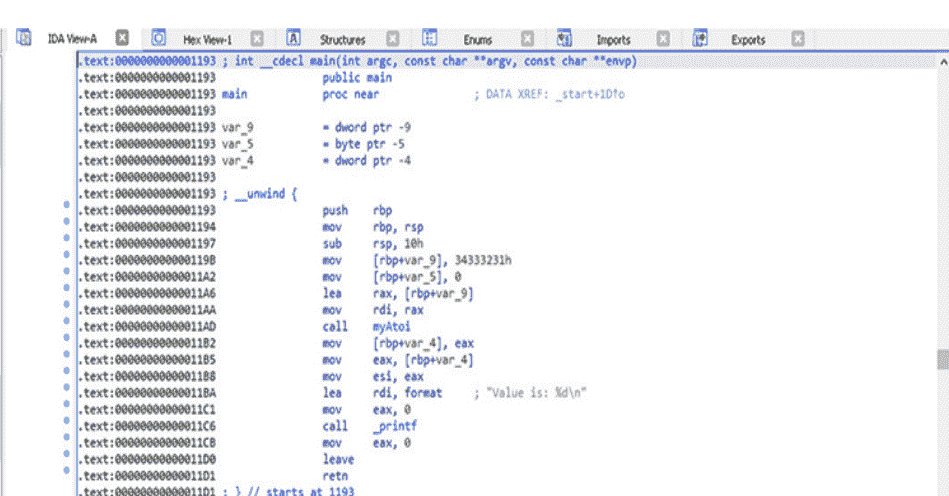 IDA View-A Hex View-1 Structures Enums Imports Exports
.text:0000000000001193 ; int __cdecl main(int argc, const char **argv, const char **envp)
.text:0000000000001193 public main
.text:0000000000001193 main proc near ; DATA XREF: _start+1D↑o
.text:0000000000001193
.text:0000000000001193 var_9 = dword ptr -9
.text:0000000000001193 var_5 = byte ptr -5
.text:0000000000001193 var_4 = dword ptr -4
.text:0000000000001193
.text:0000000000001193 ; __unwind {
.text:0000000000001193 push rbp
.text:0000000000001194 mov rbp, rsp
.text:0000000000001197 sub rsp, 10h
.text:000000000000119B mov [rbp+var_9], 34333231h
.text:00000000000011A2 mov [rbp+var_5], 0
.text:00000000000011A6 lea rax, [rbp+var_9]
.text:00000000000011AA mov rdi, rax
.text:00000000000011AD call myAtoi
.text:00000000000011B2 mov [rbp+var_4], eax
.text:00000000000011B5 mov eax, [rbp+var_4]
.text:00000000000011B8 mov esi, eax
.text:00000000000011BA lea rdi, format ; "Value is: %d\n"
.text:00000000000011C1 mov eax, 0
.text:00000000000011C6 call _printf
.text:00000000000011CB mov eax, 0
.text:00000000000011D0 leave
.text:00000000000011D1 retn
.text:00000000000011D1 ; } // starts at 1193